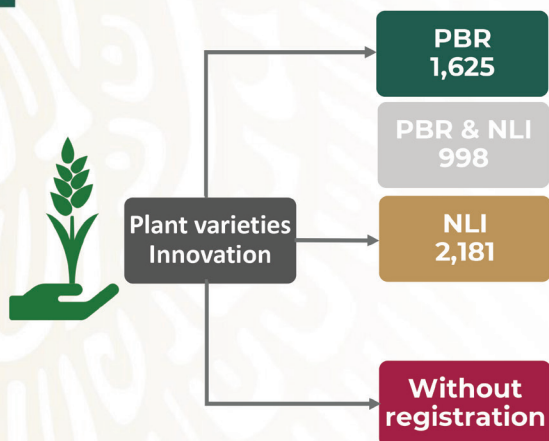 PBR
1,625
PBR & NLI
998
Plant varieties
Innovation
NLI
2,181
Without
registration